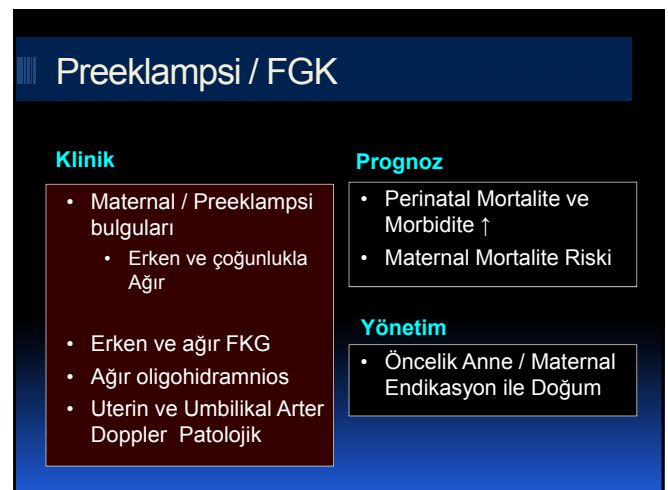 Preeklampsi / FGK
Klinik
• Maternal / Preeklampsi
bulguları
• Erken ve çoğunlukla
Ağır
• Erken ve ağır FKG
• Ağır oligohidramnios
• Uterin ve Umbilikal Arter
Doppler Patolojik
Prognoz
• Perinatal Mortalite ve
Morbidite ↑
• Maternal Mortalite Riski
Yönetim
• Öncelik Anne / Maternal
Endikasyon ile Doğum